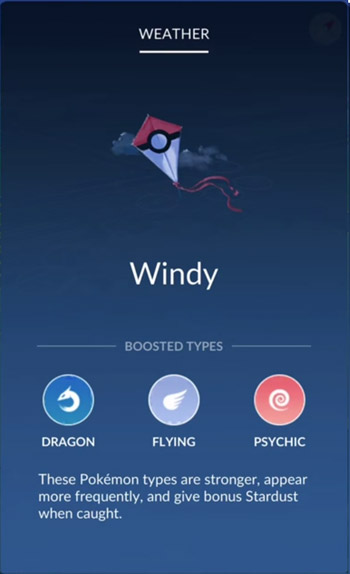 WEATHER
Windy
BOOSTED TYPES
DRAGON
FLYING
PSYCHIC
These Pokémon types are stronger, appear
more frequently, and give bonus Stardust
when caught.